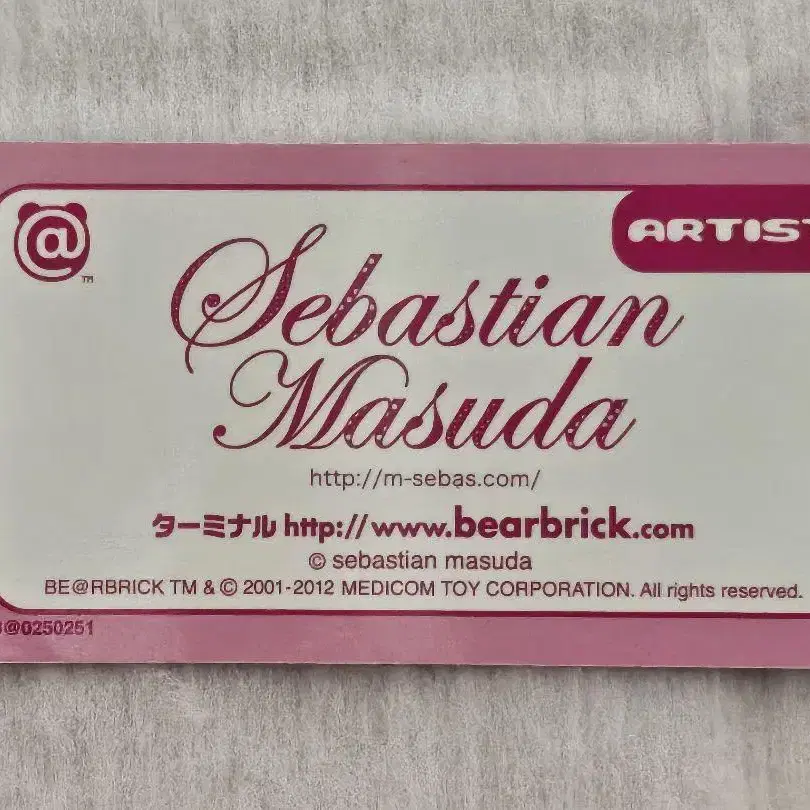 @
TM
ARTIST
Sebastian
Masuda
http://m-sebas.com/
ターミナル http://www.bearbrick.com
© sebastian masuda
BE@RBRICK TM & © 2001-2012 MEDICOM TOY CORPORATION. All rights reserved.
@0250251